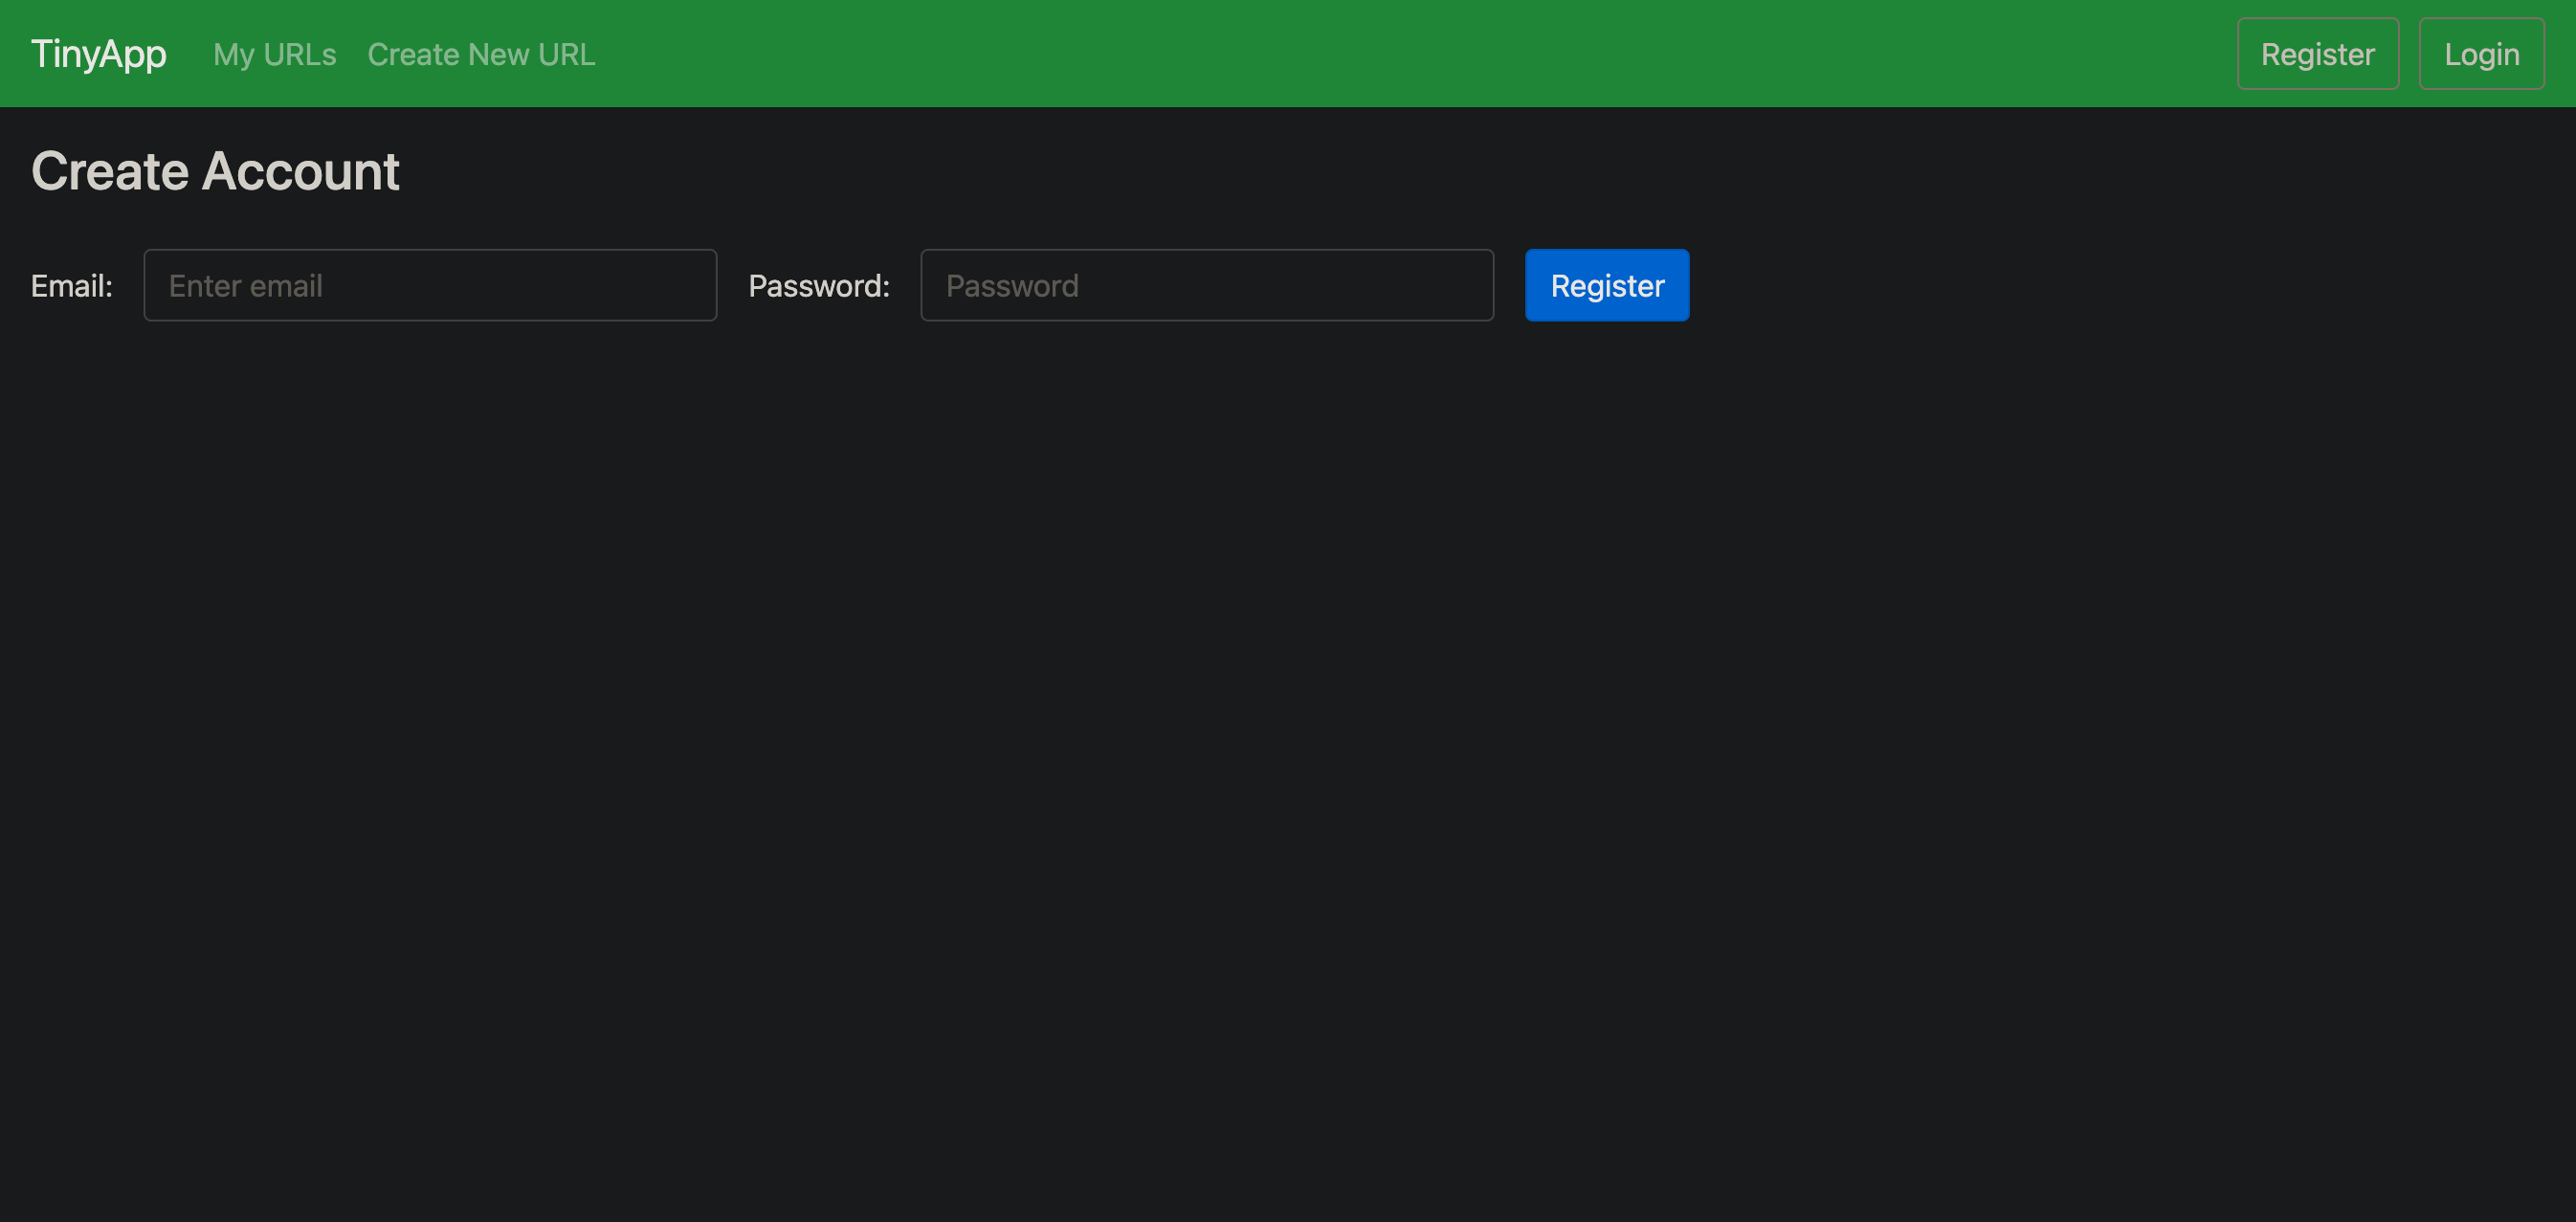 TinyApp My URLs Create New URL Register Login
Create Account
Email: Enter email Password: Password Register